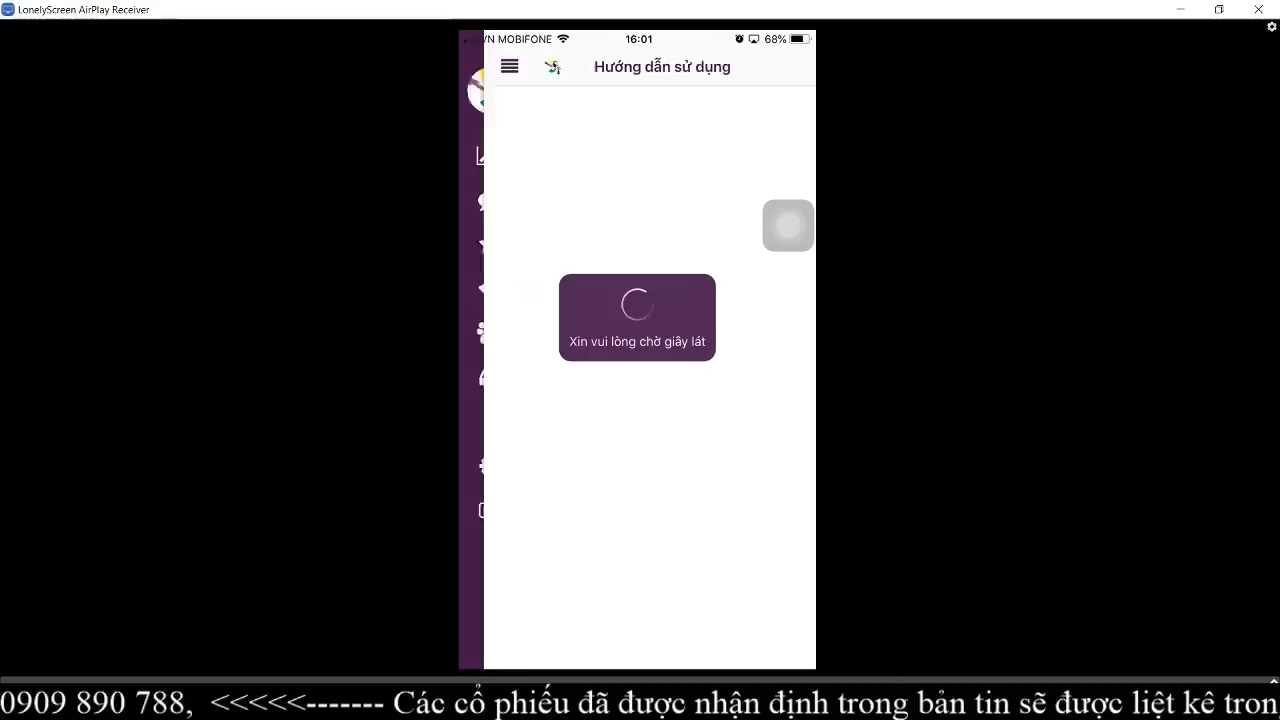 LonelyScreen AirPlay Receiver
VN MOBIFONE 16:01 68%
Hướng dẫn sử dụng
Xin vui lòng chờ giây lát
0909 890 788, <<<<<------- Các cổ phiếu đã được nhận định trong bản tin sẽ được liệt kê tron